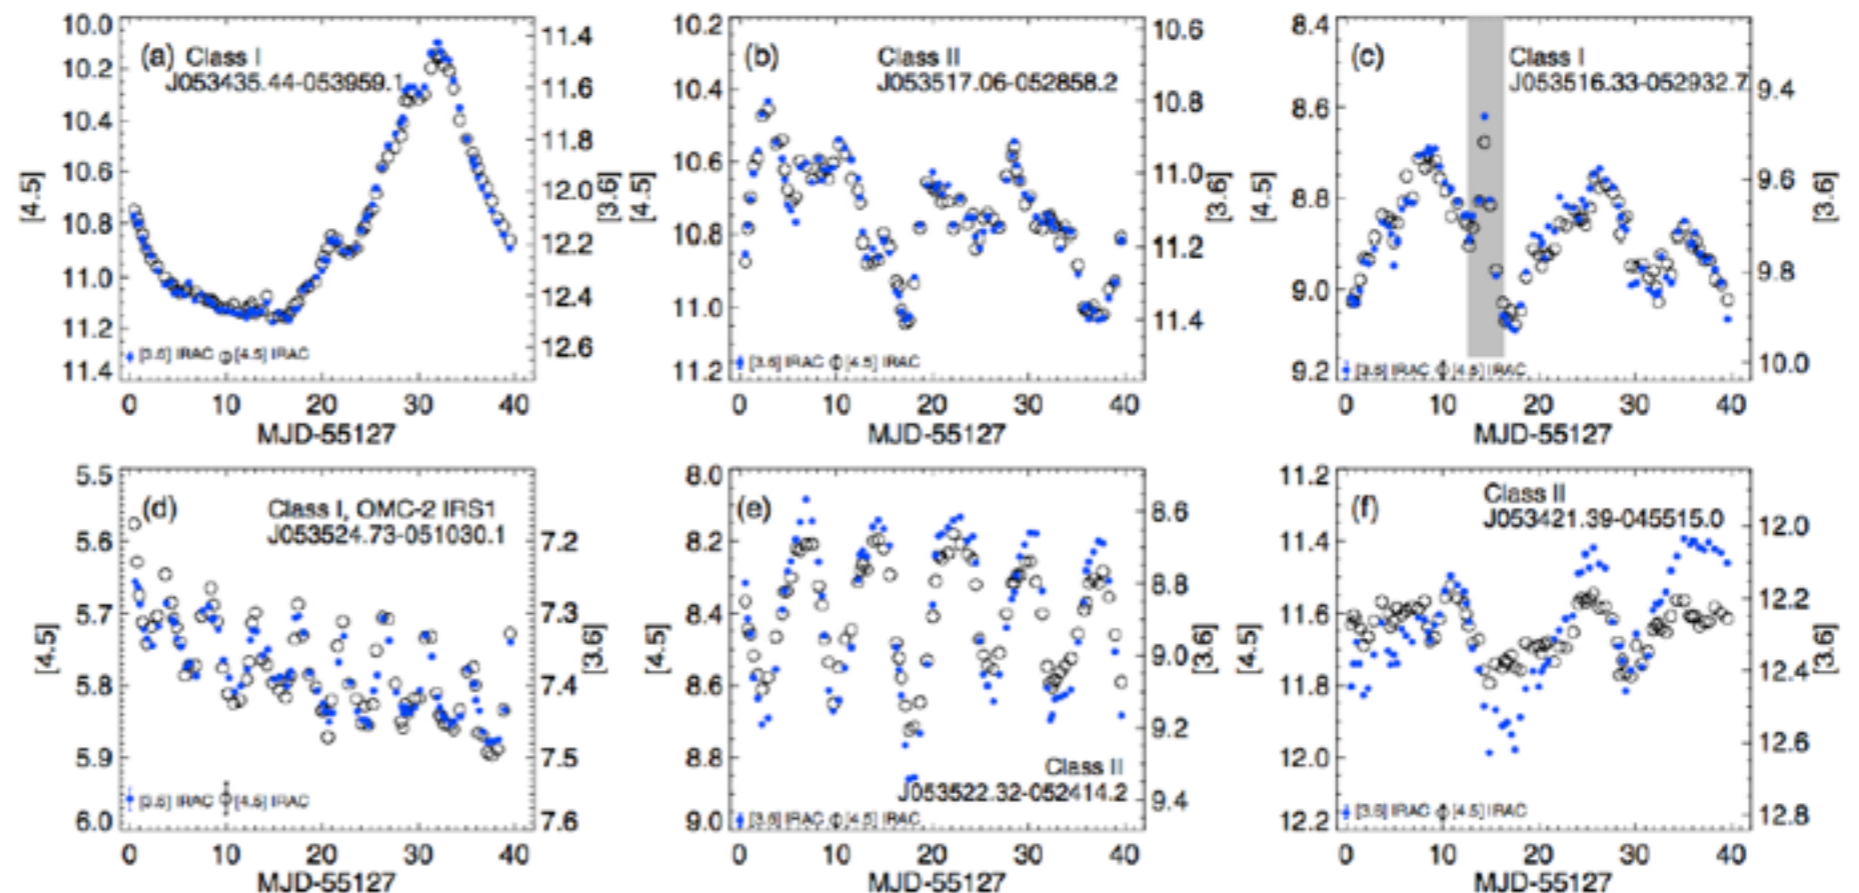 (a) Class I
J053435.44-053959.1
10.0
10.2
10.4
10.6
10.8
11.0
11.2
11.4
[4.5]
11.4
11.6
11.8
12.0
12.2
12.4
12.6
[3.6]
[3.6] IRAC [4.5] IRAC
0 10 20 30 40
MJD-55127
(b) Class II
J053517.06-052858.2
10.2
10.4
10.6
10.8
11.0
11.2
[4.5]
10.6
10.8
11.0
11.2
11.4
[3.6]
[3.6] IRAC [4.5] IRAC
0 10 20 30 40
MJD-55127
(c) Class I
J053516.33-052932.7
8.4
8.6
8.8
9.0
9.2
[4.5]
9.4
9.6
9.8
10.0
[3.6]
[3.6] IRAC [4.5] IRAC
0 10 20 30 40
MJD-55127
(d) Class I, OMC-2 IRS1
J053524.73-051030.1
5.5
5.6
5.7
5.8
5.9
6.0
[4.5]
7.2
7.3
7.4
7.5
7.6
[3.6]
[3.6] IRAC [4.5] IRAC
0 10 20 30 40
MJD-55127
(e)
8.0
8.2
8.4
8.6
8.8
9.0
[4.5]
8.6
8.8
9.0
9.2
9.4
[3.6]
Class II
J053522.32-052414.2
[3.6] IRAC [4.5] IRAC
0 10 20 30 40
MJD-55127
(f) Class II
J053421.39-045515.0
11.2
11.4
11.6
11.8
12.0
12.2
[4.5]
12.0
12.2
12.4
12.6
12.8
[3.6]
[3.6] IRAC [4.5] IRAC
0 10 20 30 40
MJD-55127